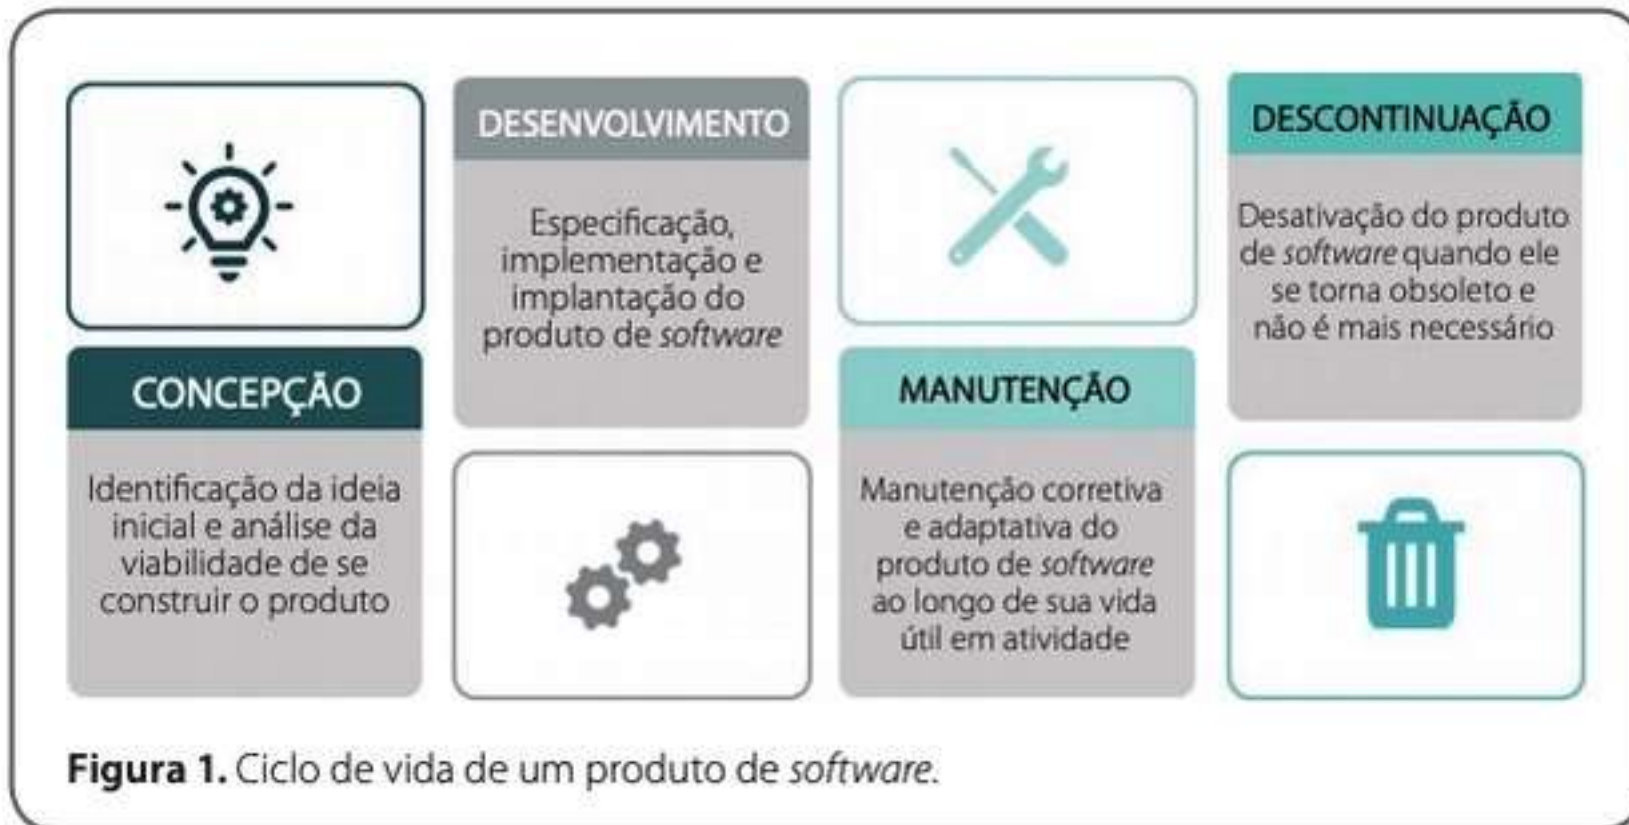 CONCEPÇÃO
Identificação da ideia
inicial e análise da
viabilidade de se
construir o produto
DESENVOLVIMENTO
Especificação,
implementação e
implantação do
produto de software
MANUTENÇÃO
Manutenção corretiva
e adaptativa do
produto de software
ao longo de sua vida
útil em atividade
DESCONTINUAÇÃO
Desativação do produto
de software quando ele
se torna obsoleto e
não é mais necessário
Figura 1. Ciclo de vida de um produto de software.